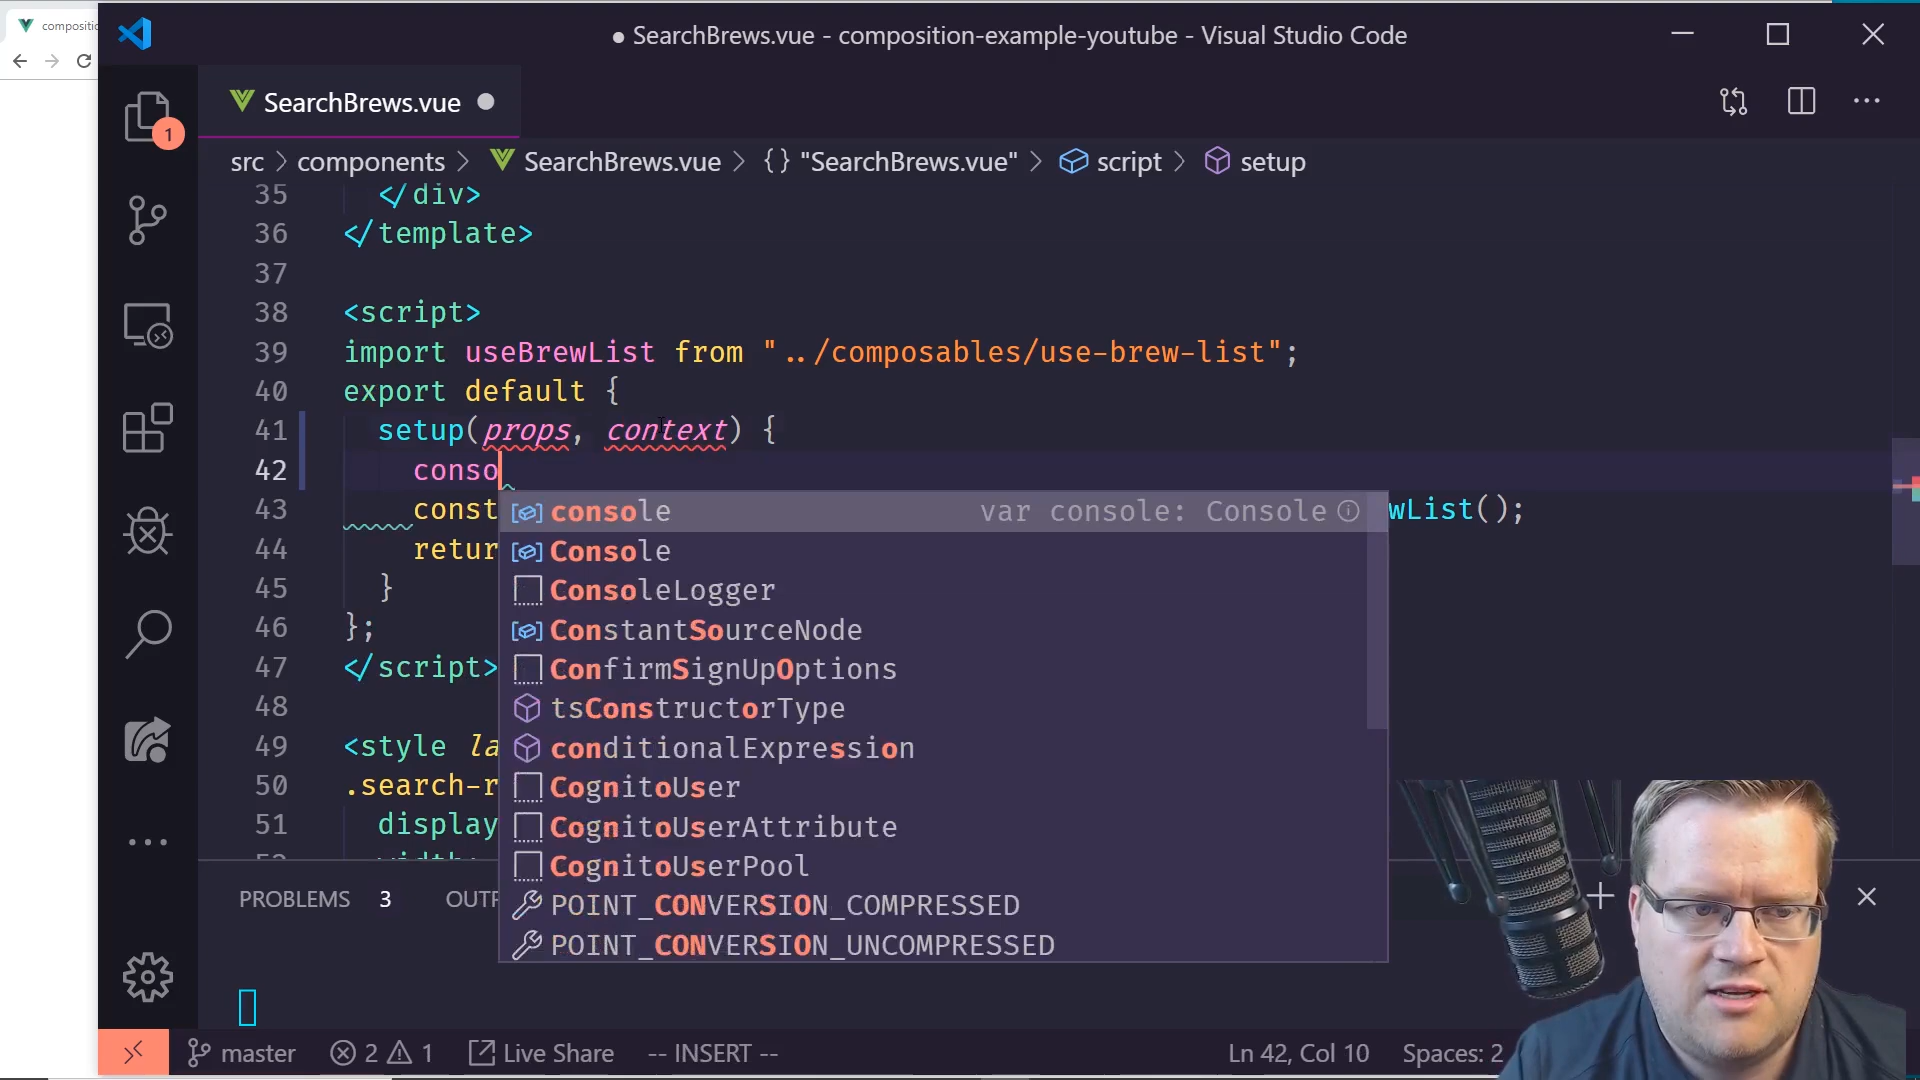 compositio
● SearchBrews.vue - composition-example-youtube - Visual Studio Code
SearchBrews.vue ●
1
src > components > SearchBrews.vue > {} "SearchBrews.vue" > script > setup
35 </div>
36 </template>
37
38 <script>
39 import useBrewList from "../composables/use-brew-list";
40 export default {
41 setup(props, context) {
42 conso
43 const wList();
44 retur
45 }
46 };
47 </script>
48
49 <style la
50 .search-r
51 display
console var console: Console
Console
ConsoleLogger
ConstantSourceNode
ConfirmSignUpOptions
tsConstructorType
conditionalExpression
CognitoUser
CognitoUserAttribute
CognitoUserPool
POINT_CONVERSION_COMPRESSED
POINT_CONVERSION_UNCOMPRESSED
PROBLEMS 3 OUTP
master 2 1 Live Share -- INSERT -- Ln 42, Col 10 Spaces: 2